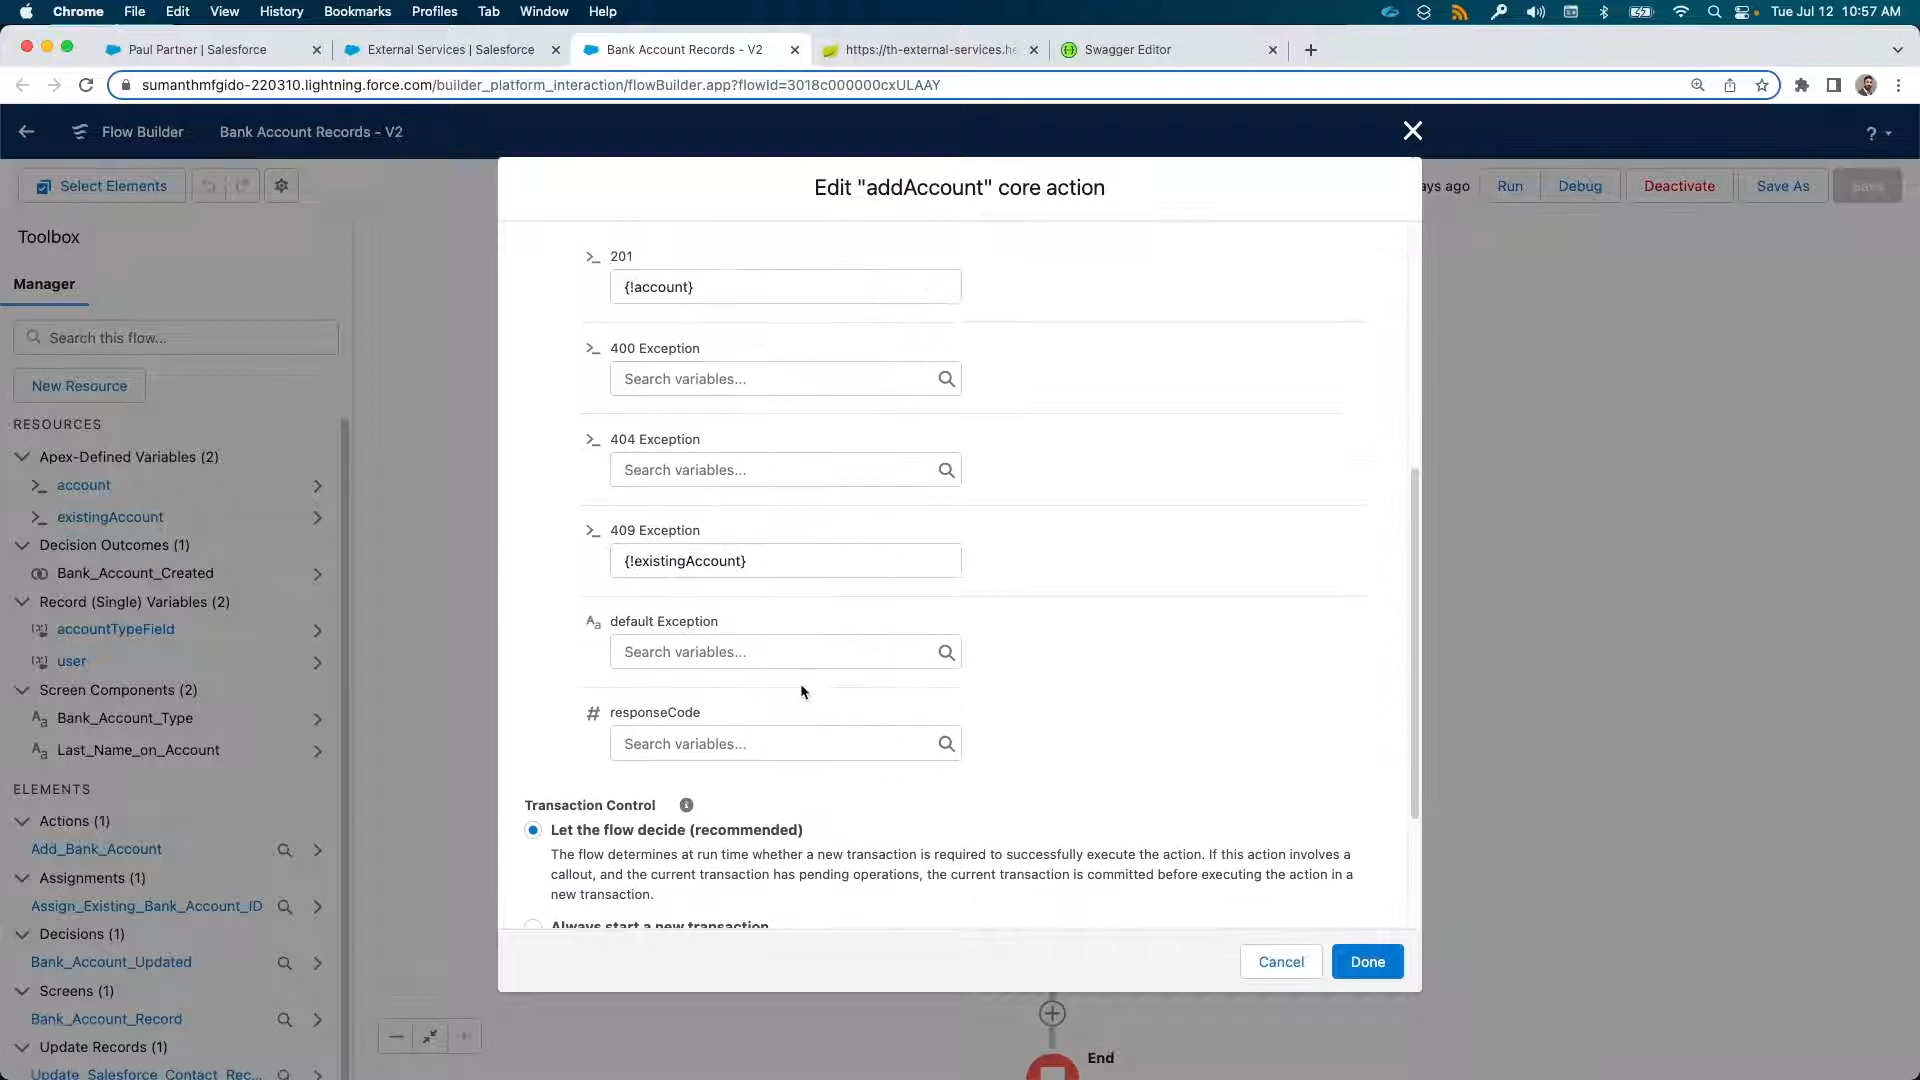 Chrome File Edit View History Bookmarks Profiles Tab Window Help Tue Jul 12 10:57 AM
Paul Partner | Salesforce
External Services | Salesforce
Bank Account Records - V2
https://th-external-services.he
Swagger Editor
sumanthmfgido-220310.lightning.force.com/builder_platform_interaction/flowBuilder.app?flowId=3018c000000cxULAAY
Flow Builder Bank Account Records - V2 ?
Edit "addAccount" core action
Select Elements
ays ago Run Debug Deactivate Save As Save
Toolbox
Manager
Search this flow...
New Resource
RESOURCES
Apex-Defined Variables (2)
account
existingAccount
Decision Outcomes (1)
Bank_Account_Created
Record (Single) Variables (2)
accountTypeField
user
Screen Components (2)
Bank_Account_Type
Last_Name_on_Account
ELEMENTS
Actions (1)
Add_Bank_Account
Assignments (1)
Assign_Existing_Bank_Account_ID
Decisions (1)
Bank_Account_Updated
Screens (1)
Bank_Account_Record
Update Records (1)
Update_Salesforce_Contact_Rec...
201
{!account}
400 Exception
Search variables...
404 Exception
Search variables...
409 Exception
{!existingAccount}
Aa default Exception
Search variables...
# responseCode
Search variables...
Transaction Control
Let the flow decide (recommended)
The flow determines at run time whether a new transaction is required to successfully execute the action. If this action involves a
callout, and the current transaction has pending operations, the current transaction is committed before executing the action in a
new transaction.
Always start a new transaction
Cancel Done
End